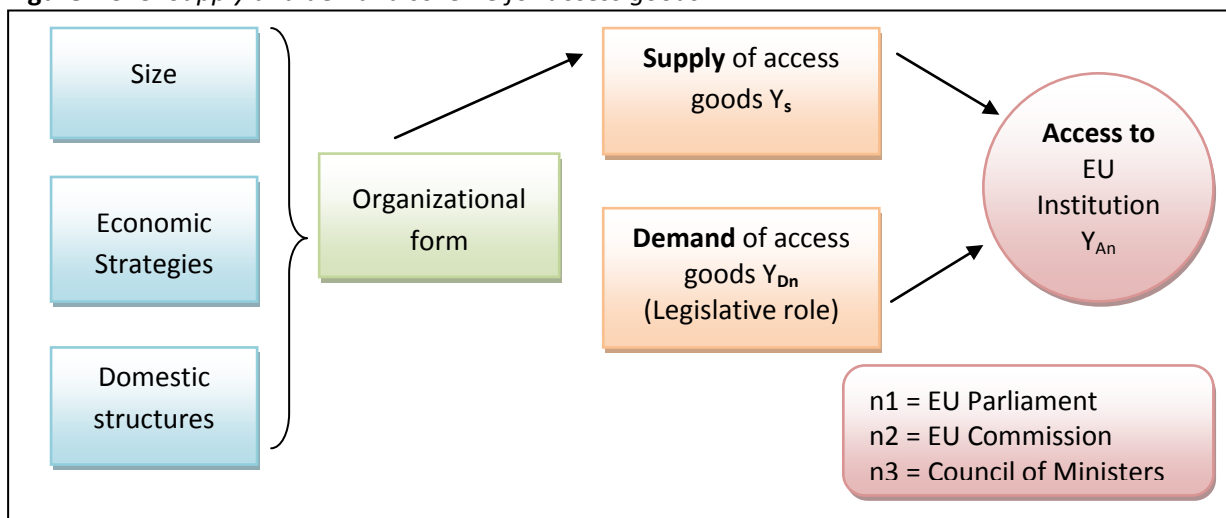 Size
Economic
Strategies
Domestic
structures
Organizational
form
Supply of access
goods Ys
Demand of access
goods YDn
(Legislative role)
Access to
EU
Institution
YAn
n1 = EU Parliament
n2 = EU Commission
n3 = Council of Ministers